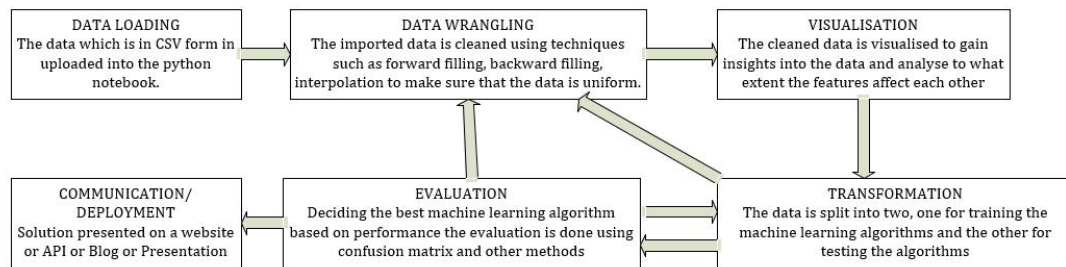 DATA LOADING
The data which is in CSV form in
uploaded into the python
notebook.
DATA WRANGLING
The imported data is cleaned using techniques
such as forward filling, backward filling,
interpolation to make sure that the data is uniform.
VISUALISATION
The cleaned data is visualised to gain
insights into the data and analyse to what
extent the features affect each other
COMMUNICATION/
DEPLOYMENT
Solution presented on a website
or API or Blog or Presentation
EVALUATION
Deciding the best machine learning algorithm
based on performance the evaluation is done using
confusion matrix and other methods
TRANSFORMATION
The data is split into two, one for training the
machine learning algorithms and the other for
testing the algorithms